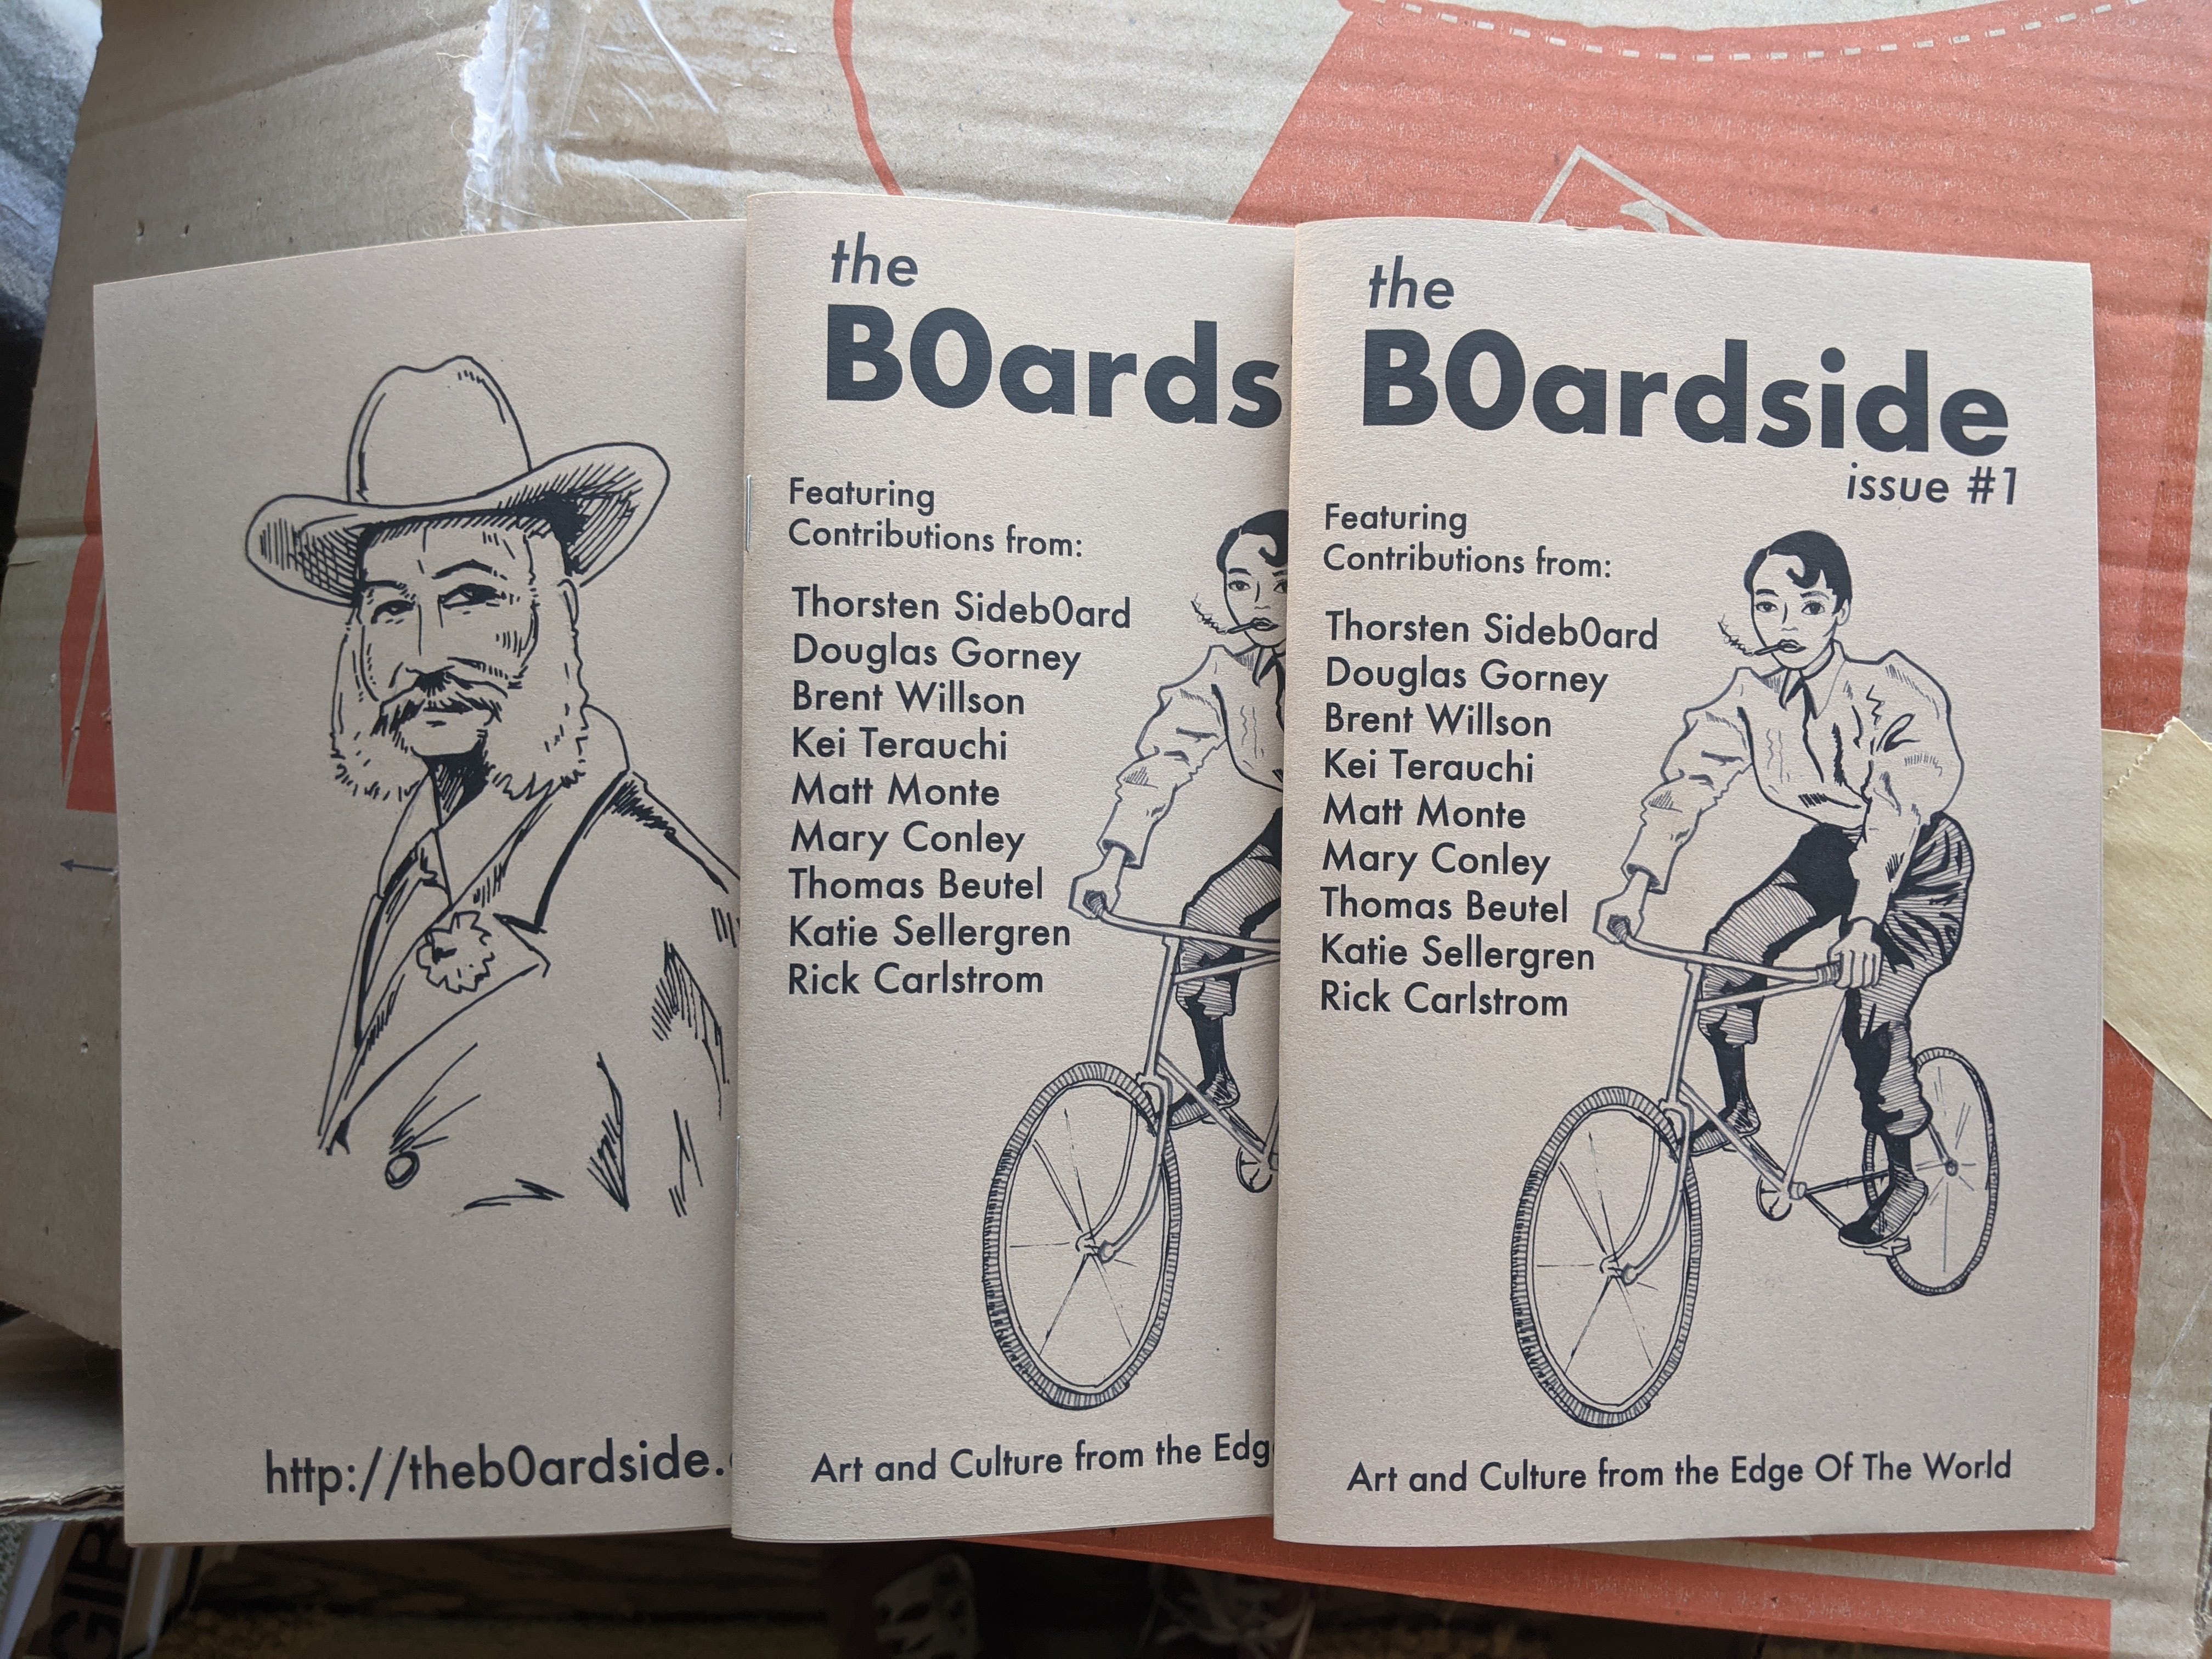 http://theb0ardside.
the
B0ards
Featuring
Contributions from:
Thorsten Sideb0ard
Douglas Gorney
Brent Willson
Kei Terauchi
Matt Monte
Mary Conley
Thomas Beutel
Katie Sellergren
Rick Carlstrom
Art and Culture from the Edg
the
B0ardside
issue #1
Featuring
Contributions from:
Thorsten Sideb0ard
Douglas Gorney
Brent Willson
Kei Terauchi
Matt Monte
Mary Conley
Thomas Beutel
Katie Sellergren
Rick Carlstrom
Art and Culture from the Edge Of The World